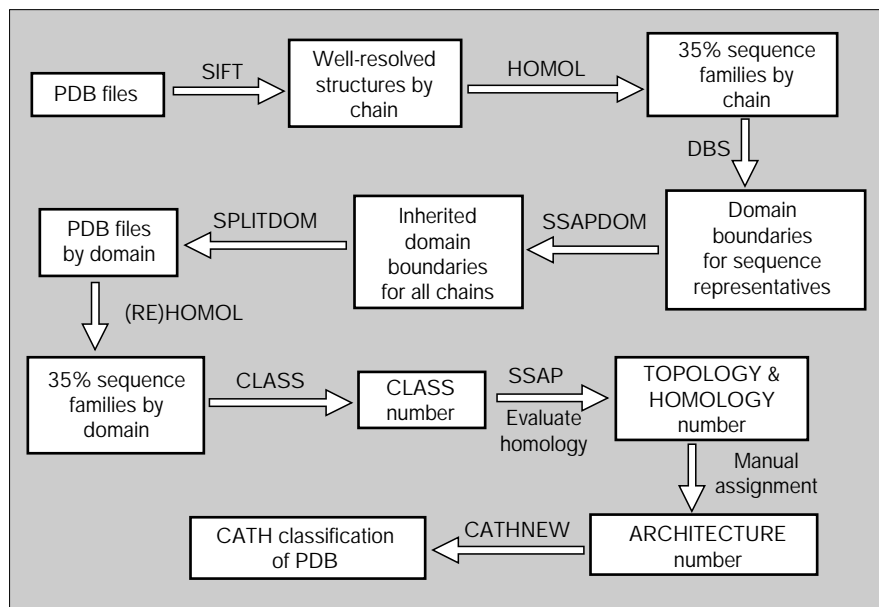 PDB files
SIFT
Well-resolved
structures by
chain
HOMOL
35% sequence
families by
chain
DBS
Domain
boundaries
for sequence
representatives
SSAPDOM
Inherited
domain
boundaries
for all chains
SPLITDOM
PDB files
by domain
(RE)HOMOL
35% sequence
families by
domain
CLASS
CLASS
number
SSAP
Evaluate
homology
TOPOLOGY &
HOMOLOGY
number
Manual
assignment
ARCHITECTURE
number
CATHNEW
CATH classification
of PDB